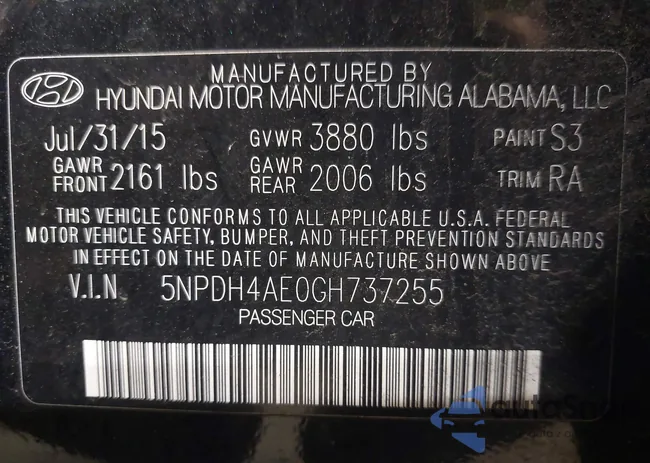 MANUFACTURED BY
HYUNDAI MOTOR MANUFACTURING ALABAMA, LLC
Jul/31/15 GVWR 3880 lbs PAINT S3
GAWR FRONT 2161 lbs GAWR REAR 2006 lbs TRIM RA
THIS VEHICLE CONFORMS TO ALL APPLICABLE U.S.A. FEDERAL
MOTOR VEHICLE SAFETY, BUMPER, AND THEFT PREVENTION STANDARDS
IN EFFECT ON THE DATE OF MANUFACTURE SHOWN ABOVE
V.I.N 5NPDH4AE0GH737255
PASSENGER CAR